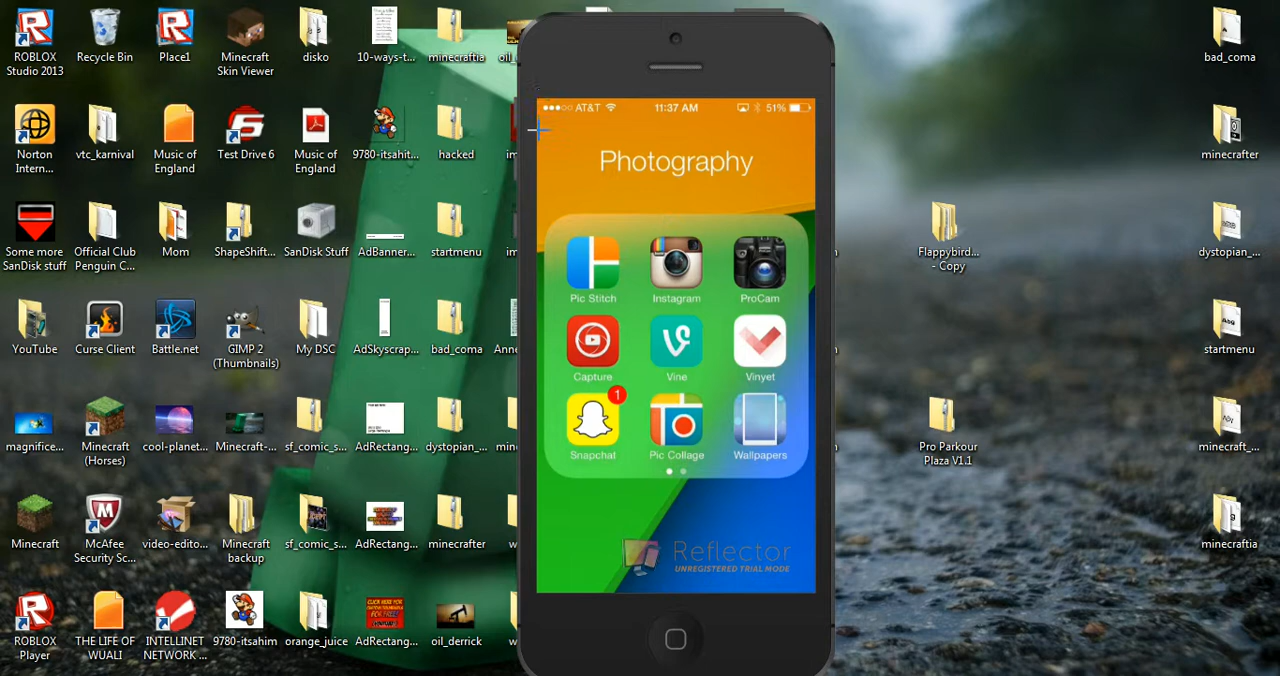 ROBLOX
Studio 2013
Recycle Bin
Place1
Minecraft
Skin Viewer
disko
10-ways-t...
minecraftia
bad_coma
Norton
Intern...
vtc_karnival
Music of
England
Test Drive 6
Music of
England
9780-itsahit...
hacked
minecrafter
Some more
SanDisk stuff
Official Club
Penguin C...
Mom
ShapeShift...
SanDisk Stuff
AdBanner...
startmenu
Flappybird...
- Copy
dystopian_...
YouTube
Curse Client
Battle.net
GIMP 2
(Thumbnails)
My DSC
AdSkyscrap...
bad_coma
startmenu
magnifice...
Minecraft
(Horses)
cool-planet...
Minecraft-...
sf_comic_s...
AdRectang...
dystopian_...
Pro Parkour
Plaza V1.1
minecraft_...
Minecraft
McAfee
Security Sc...
video-edito...
Minecraft
backup
sf_comic_s...
AdRectang...
minecrafter
minecraftia
ROBLOX
Player
THE LIFE OF
WUALI
INTELLINET
NETWORK ...
9780-itsahim
orange_juice
AdRectang...
oil_derrick
AT&T 11:37 AM 51%
Photography
Pic Stitch
Instagram
ProCam
Capture
Vine
Vinyet
1
Snapchat
Pic Collage
Wallpapers
Reflector
UNREGISTERED TRIAL MODE